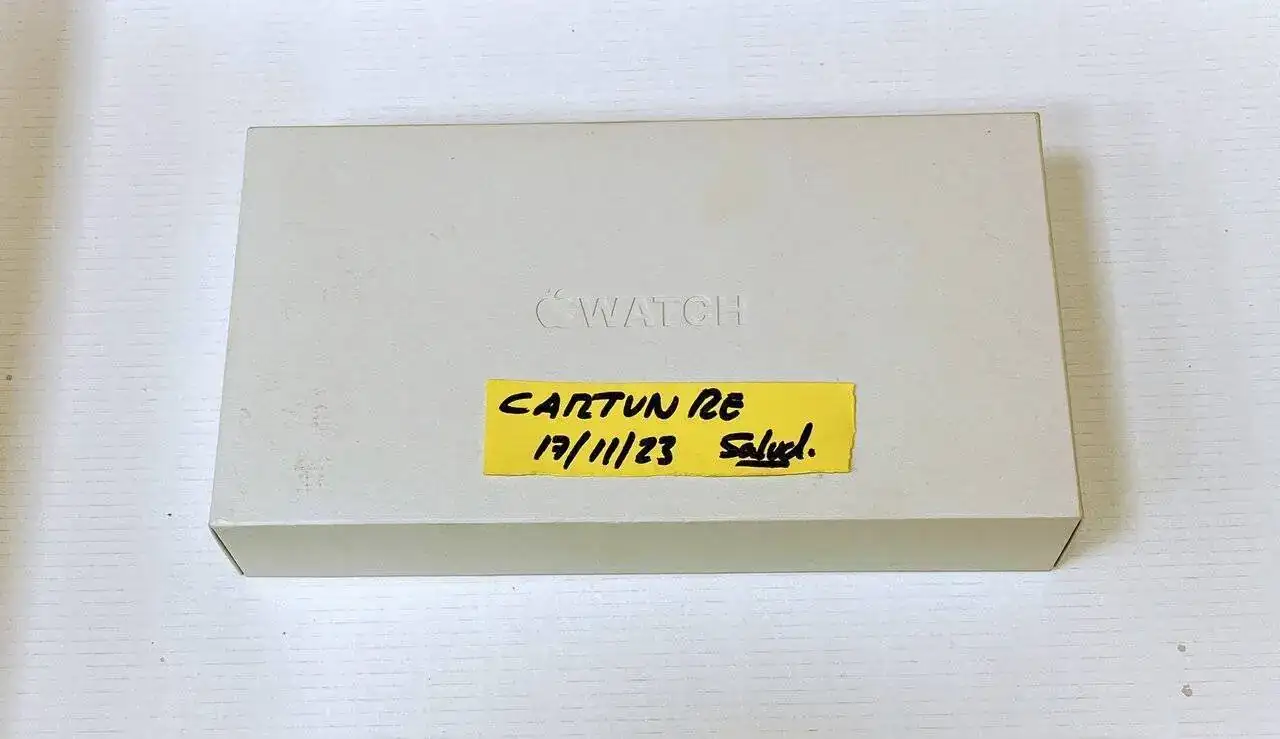 WATCH
CARTUN RE
17/11/23 Salud.